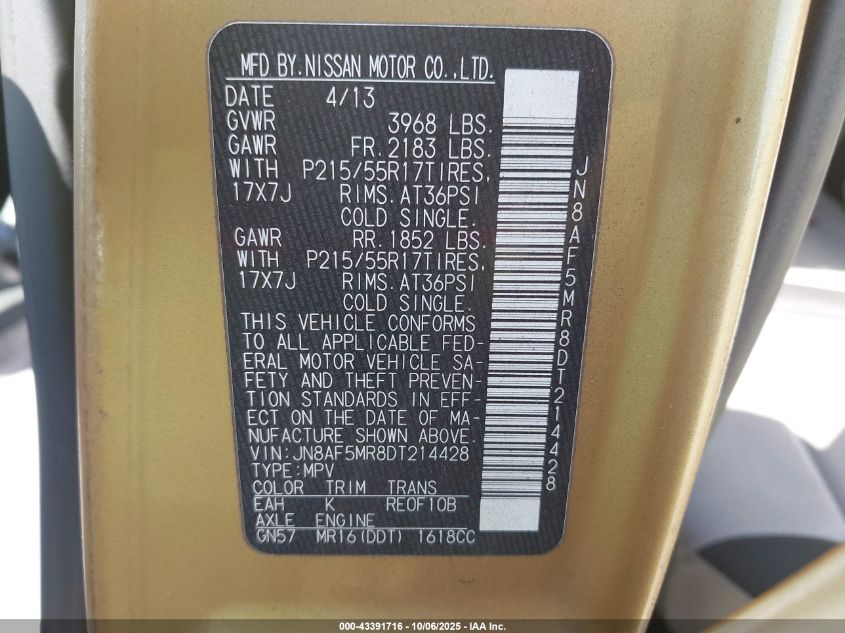 MFD BY.NISSAN MOTOR CO.,LTD.
DATE 4/13
GVWR 3968 LBS.
GAWR FR.2183 LBS.
WITH P215/55R17TIRES,
17X7J RIMS.AT36PSI
COLD SINGLE.
GAWR RR.1852 LBS.
WITH P215/55R17TIRES,
17X7J RIMS.AT36PSI
COLD SINGLE.
THIS VEHICLE CONFORMS
TO ALL APPLICABLE FED-
ERAL MOTOR VEHICLE SA-
FETY AND THEFT PREVEN-
TION STANDARDS IN EFF-
ECT ON THE DATE OF MA-
NUFACTURE SHOWN ABOVE.
VIN:JN8AF5MR8DT214428
TYPE:MPV
COLOR TRIM TRANS
EAH K RE0F10B
AXLE ENGINE
GN57 MR16(DDT) 1618CC
JN8AF5MR8DT214428
000-43391716 - 10/06/2025 - IAA Inc.